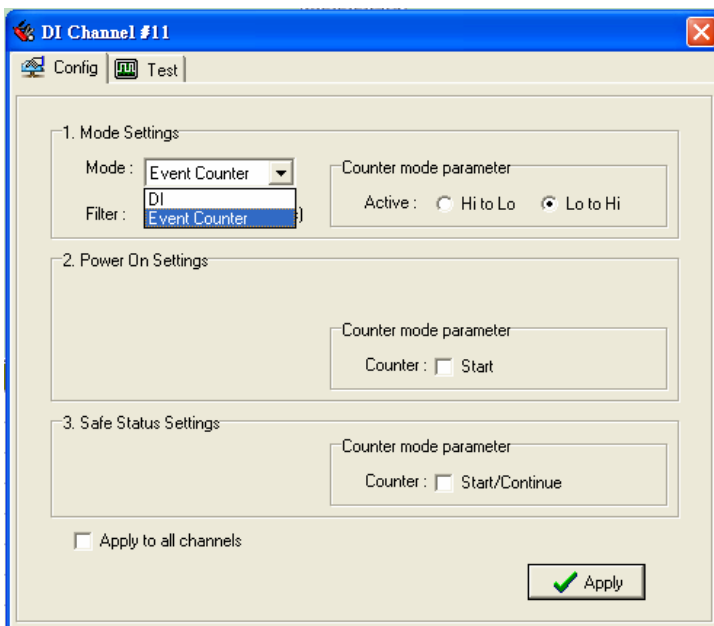 DI Channel #11
Config Test
1. Mode Settings
Mode : Event Counter
DI
Event Counter
Filter :
Counter mode parameter
Active : Hi to Lo Lo to Hi
2. Power On Settings
Counter mode parameter
Counter : Start
3. Safe Status Settings
Counter mode parameter
Counter : Start/Continue
Apply to all channels
Apply